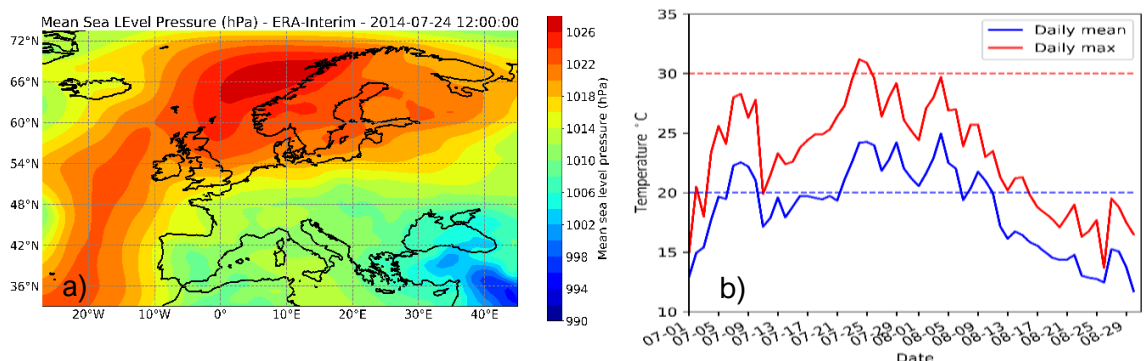 Mean Sea LEvel Pressure (hPa) - ERA-Interim - 2014-07-24 12:00:00
72°N
66°N
60°N
54°N
48°N
42°N
36°N
a)
20°W
10°W
0°
10°E
20°E
30°E
40°E
1026
1022
1018
1014
1010
1006
1002
998
994
990
Mean sea level pressure (hPa)
Daily mean
Daily max
35
30
25
20
15
10
Temperature °C
b)
07-01
07-05
07-09
07-13
07-17
07-21
07-25
07-29
08-01
08-05
08-09
08-13
08-17
08-21
08-25
08-29
Date